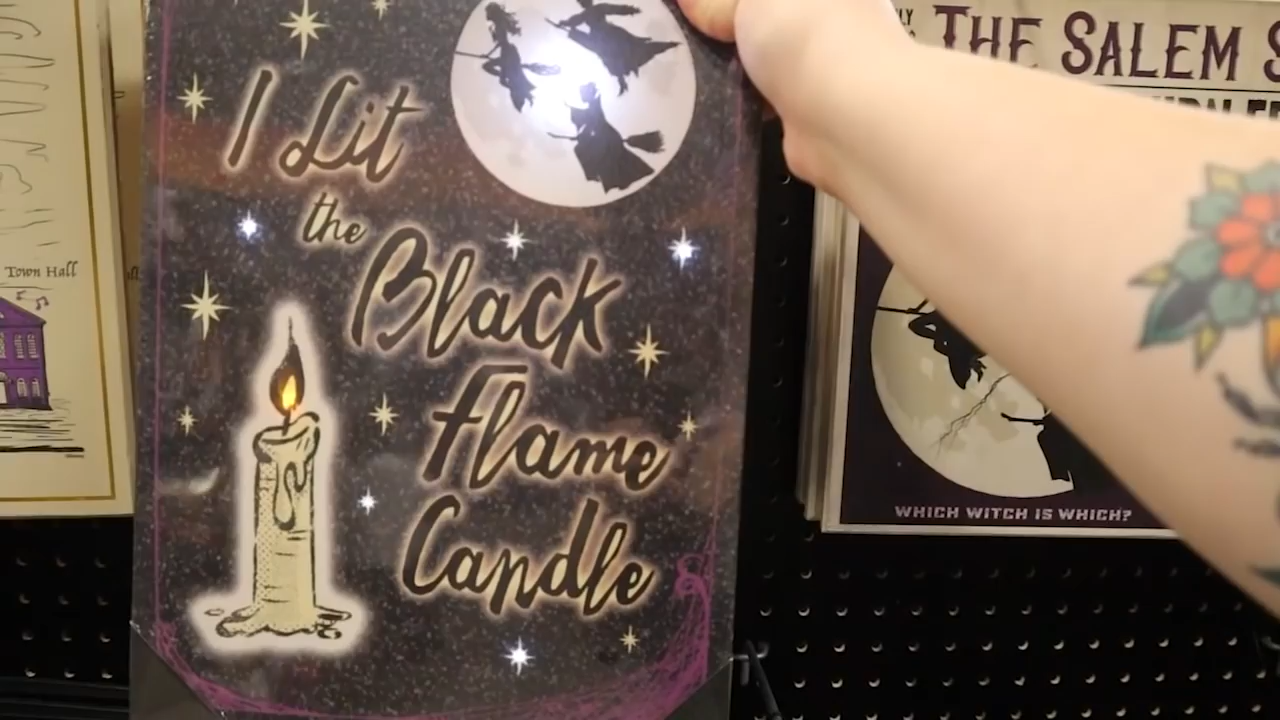 I Lit
the
Black
Flame
Candle
Town Hall
THE SALEM S
WHICH WITCH IS WHICH?